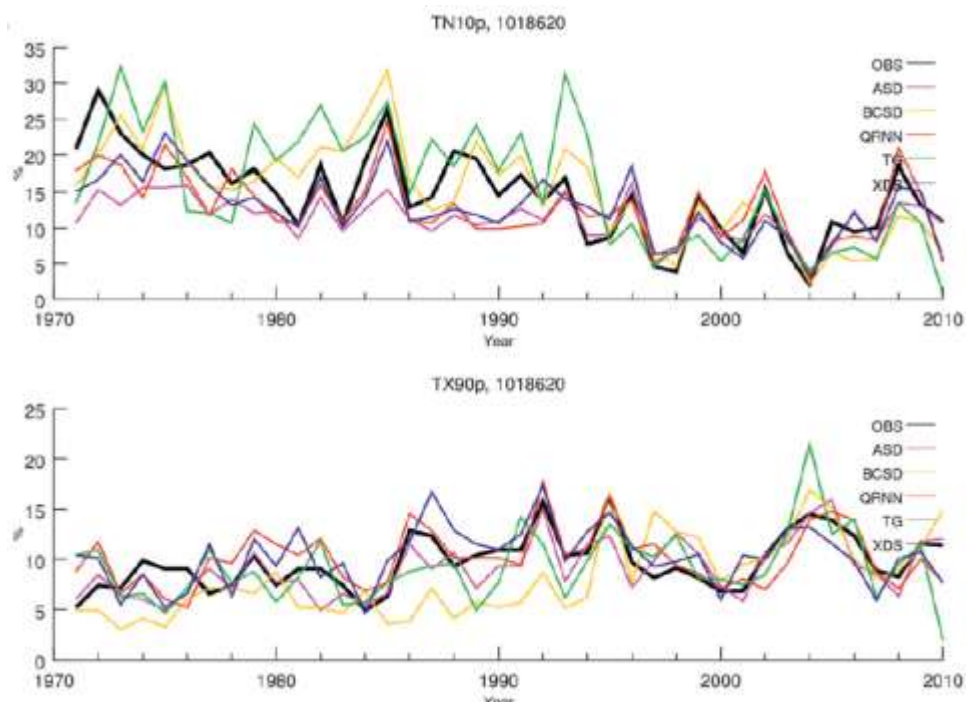 TN10p, 1018620
35
30
25
20
15
10
5
0
%
OBS
ASD
BCSD
QRNN
TG
XDS
1970
1980
1990
2000
2010
Year
TX90p, 1018620
25
20
15
10
5
0
%
OBS
ASD
BCSD
QRNN
TG
XDS
1970
1980
1990
2000
2010
Year